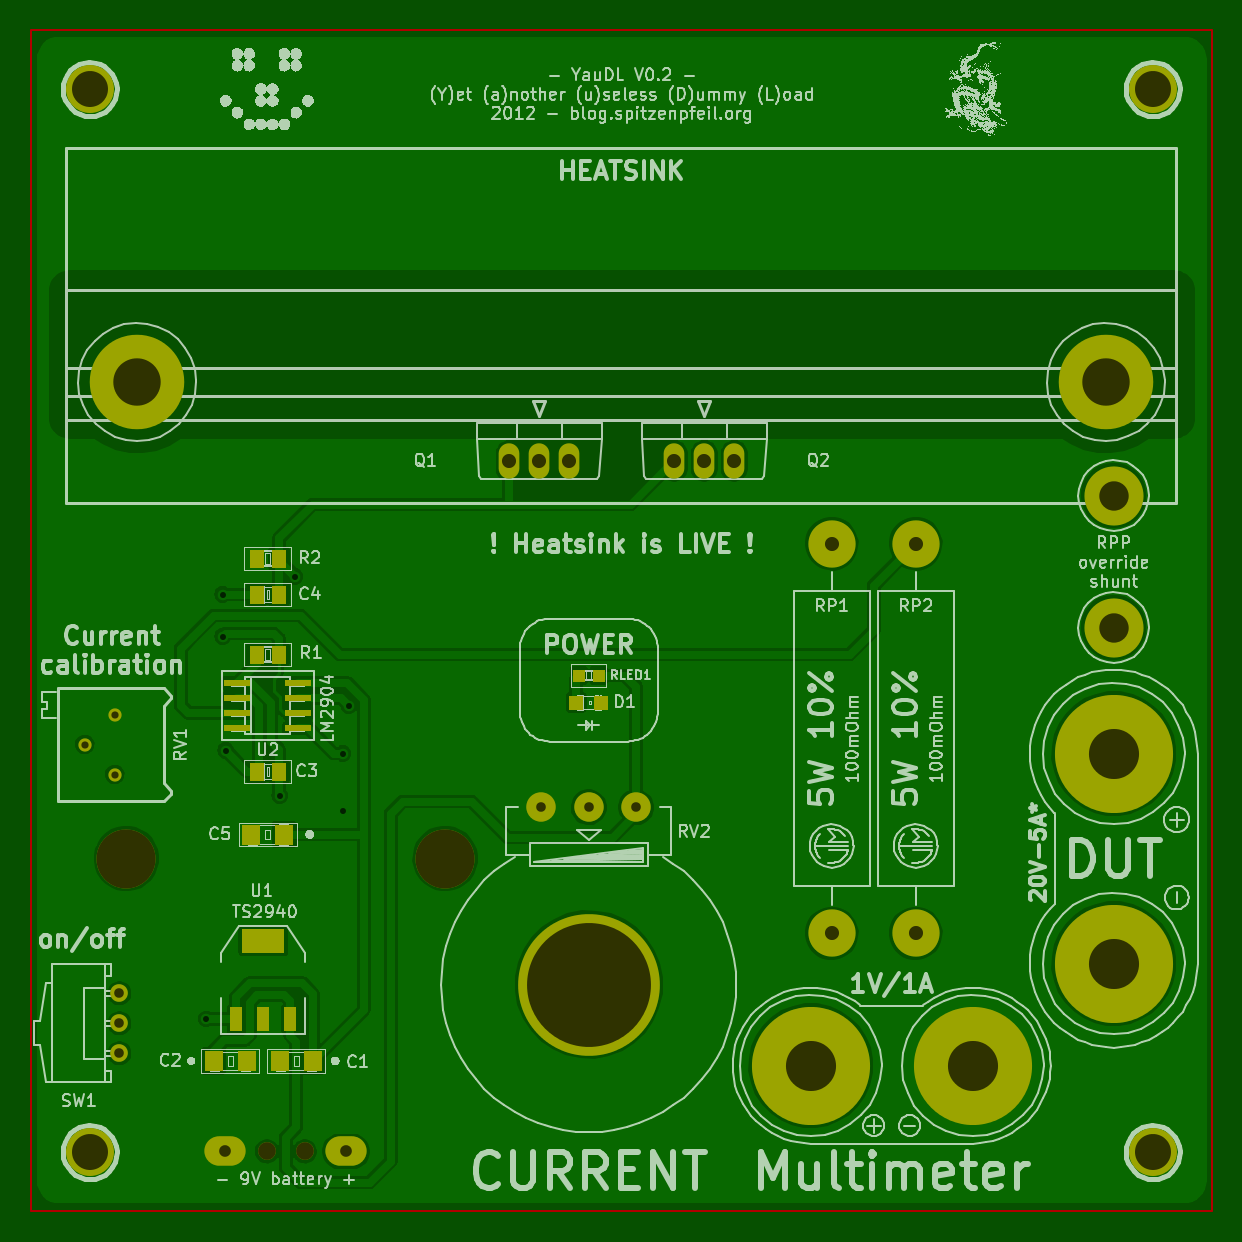 - YauDL V0.2 -
(Y)et (a)nother (u)seless (D)ummy (L)oad
2012 - blog.spitzenpfeil.org
HEATSINK
Q1
Q2
! Heatsink is LIVE !
RPP
override
shunt
R2
C4
R1
LM2904
U2
C3
C5
Current
calibration
RV1
POWER
RLED1
D1
RV2
RP1
5W 10%
100mOhm
RP2
5W 10%
100mOhm
20V-5A*
DUT
+
-
U1
TS2940
on/off
SW1
C2
C1
- 9V battery +
1V/1A
+
-
CURRENT
Multimeter